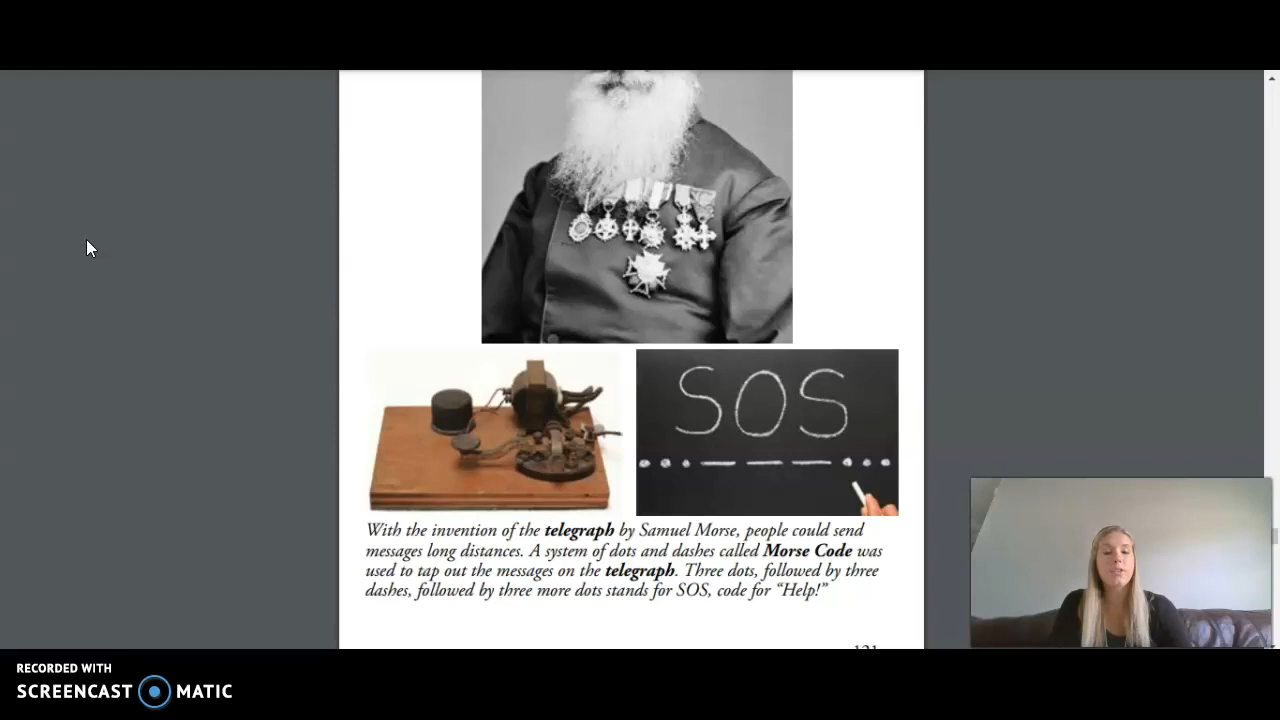 SOS
With the invention of the telegraph by Samuel Morse, people could send
messages long distances. A system of dots and dashes called Morse Code was
used to tap out the messages on the telegraph. Three dots, followed by three
dashes, followed by three more dots stands for SOS, code for “Help!”
RECORDED WITH
SCREENCAST MATIC